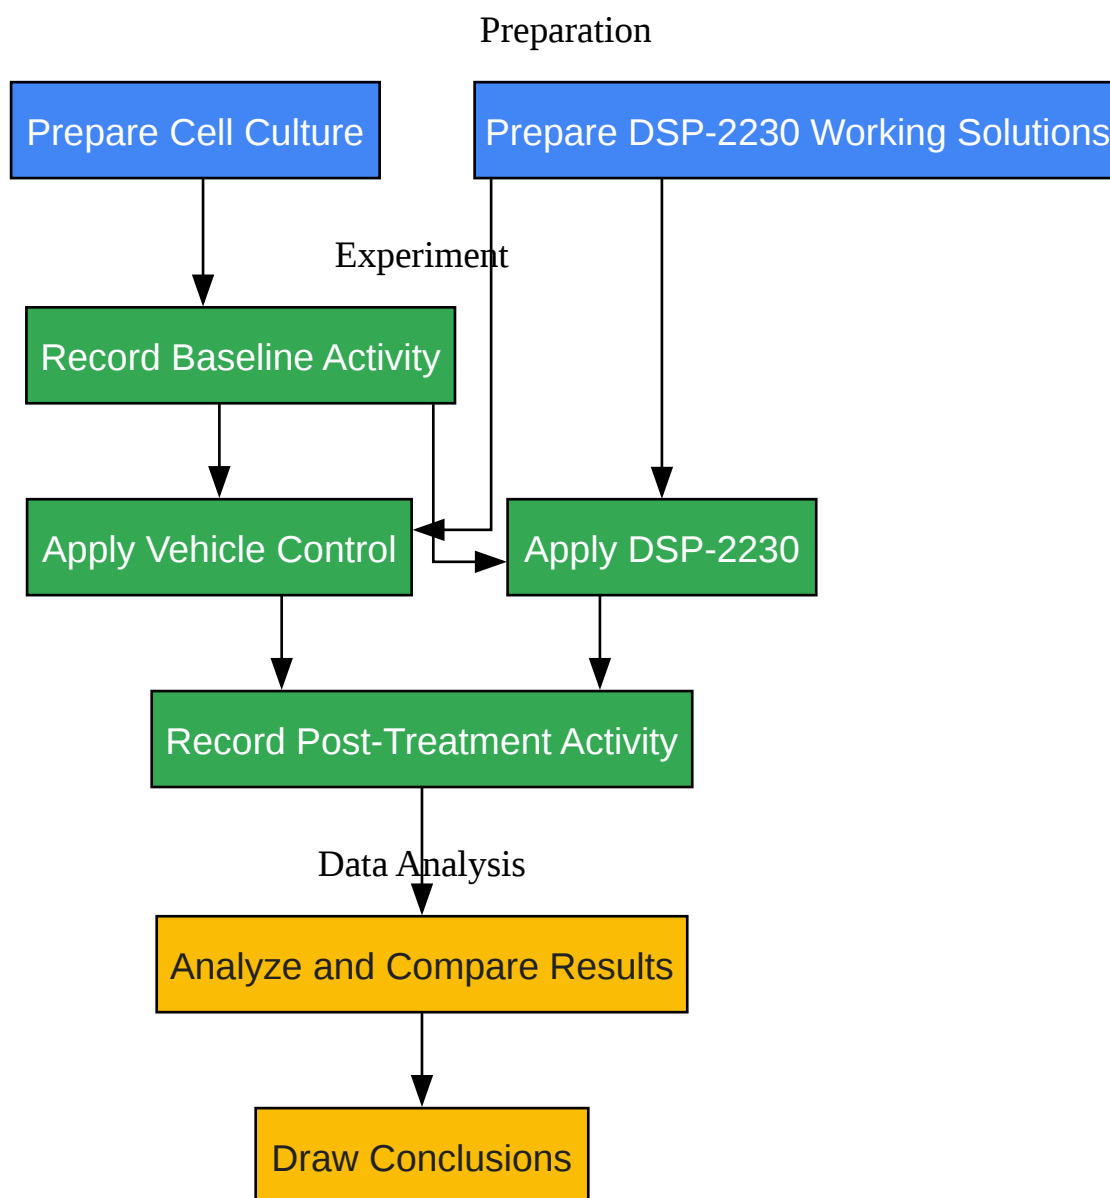 Preparation
Prepare Cell Culture
Prepare DSP-2230 Working Solutions
Experiment
Record Baseline Activity
Apply Vehicle Control
Apply DSP-2230
Record Post-Treatment Activity
Data Analysis
Analyze and Compare Results
Draw Conclusions